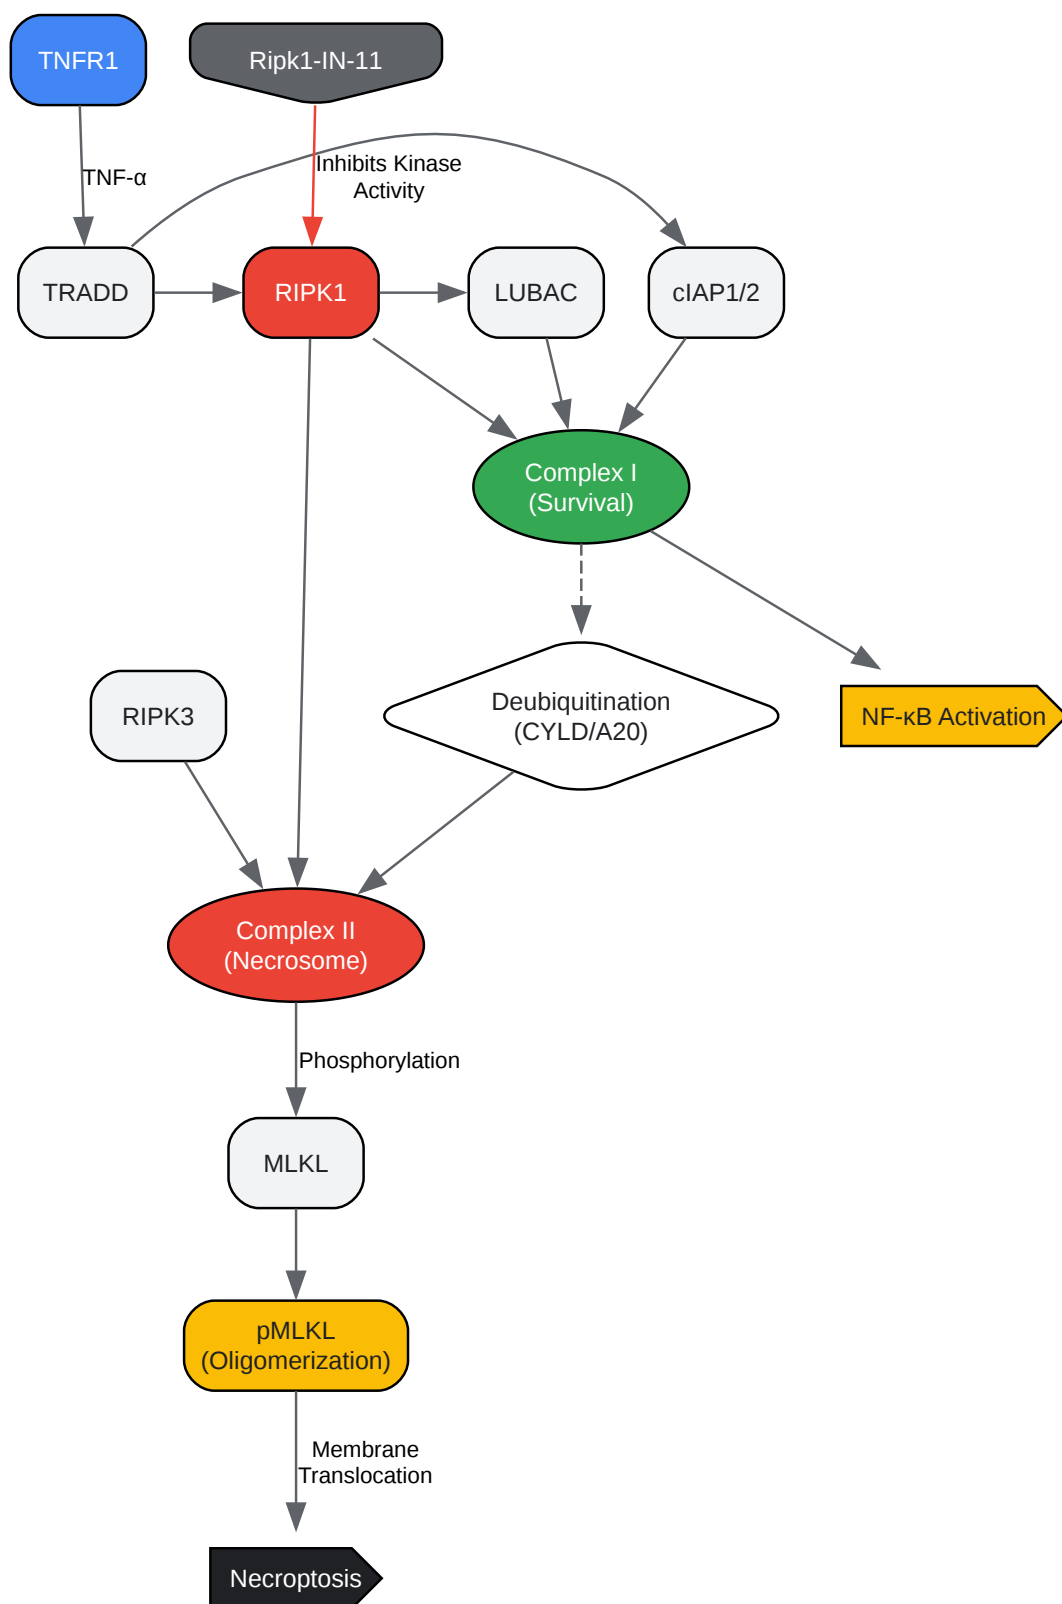 TNFR1
Ripk1-IN-11
TNF-α
Inhibits Kinase
Activity
TRADD
RIPK1
LUBAC
cIAP1/2
Complex I
(Survival)
RIPK3
Deubiquitination
(CYLD/A20)
NF-κB Activation
Complex II
(Necrosome)
Phosphorylation
MLKL
pMLKL
(Oligomerization)
Membrane
Translocation
Necroptosis